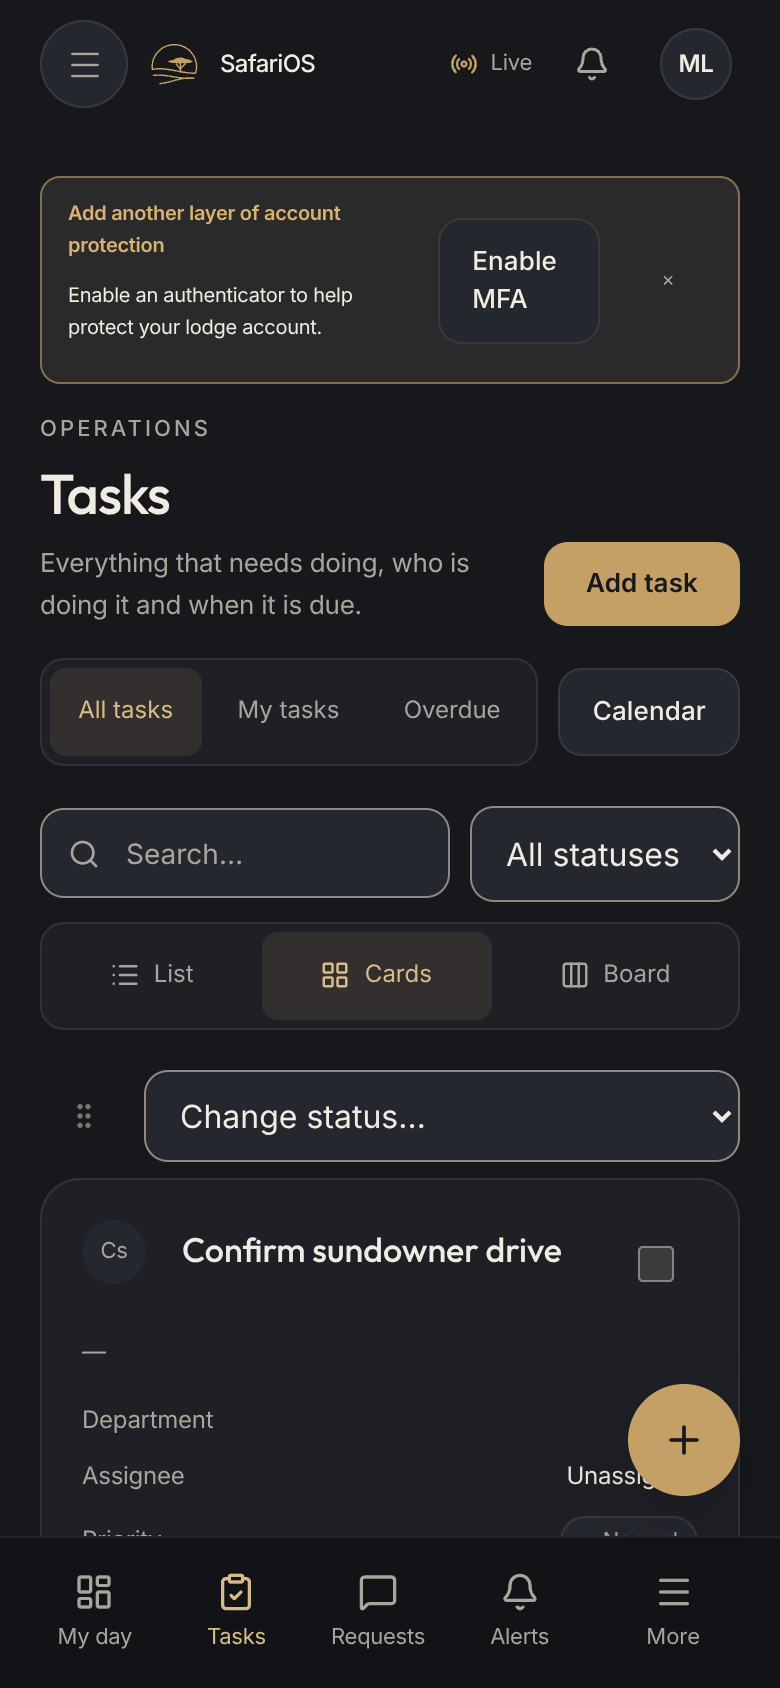 SafariOS
Live
ML
Add another layer of account
protection
Enable an authenticator to help
protect your lodge account.
Enable
MFA
×
OPERATIONS
Tasks
Everything that needs doing, who is
doing it and when it is due.
Add task
All tasks
My tasks
Overdue
Calendar
Search...
All statuses
List
Cards
Board
Change status...
Cs
Confirm sundowner drive
—
Department
Assignee
Unassig
Priority
Normal
My day
Tasks
Requests
Alerts
More